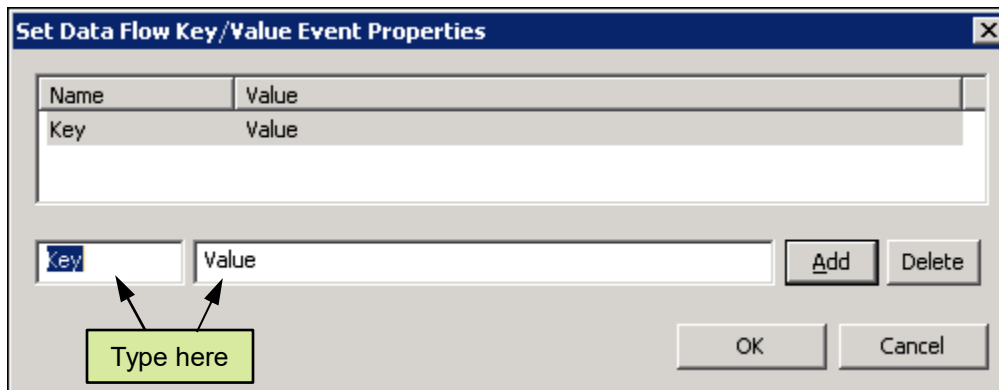 Set Data Flow Key/Value Event Properties
Name Value
Key Value
Key Value Add Delete
Type here
OK Cancel